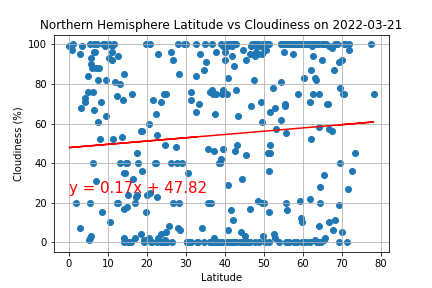 Northern Hemisphere Latitude vs Cloudiness on 2022-03-21
100
80
60
40
20
0
Cloudiness (%)
y = 0.17x + 47.82
0 10 20 30 40 50 60 70 80
Latitude